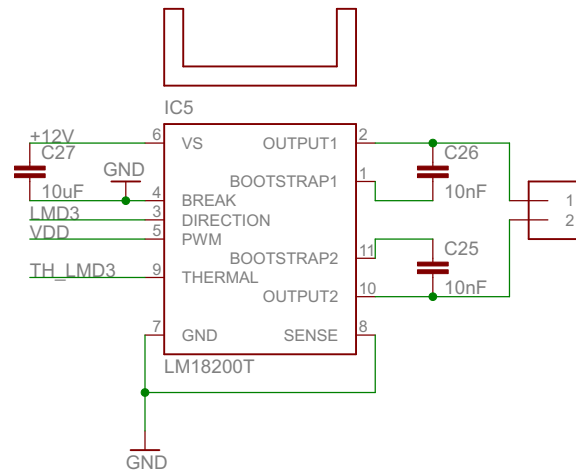 IC5
+12V
6
VS
OUTPUT1
2
C27
GND
10uF
C26
1
BOOTSTRAP1
10nF
4
BREAK
LMD3
3
DIRECTION
VDD
5
PWM
1
2
BOOTSTRAP2
11
C25
TH_LMD3
9
THERMAL
10nF
OUTPUT2
10
7
GND
SENSE
8
LM18200T
GND